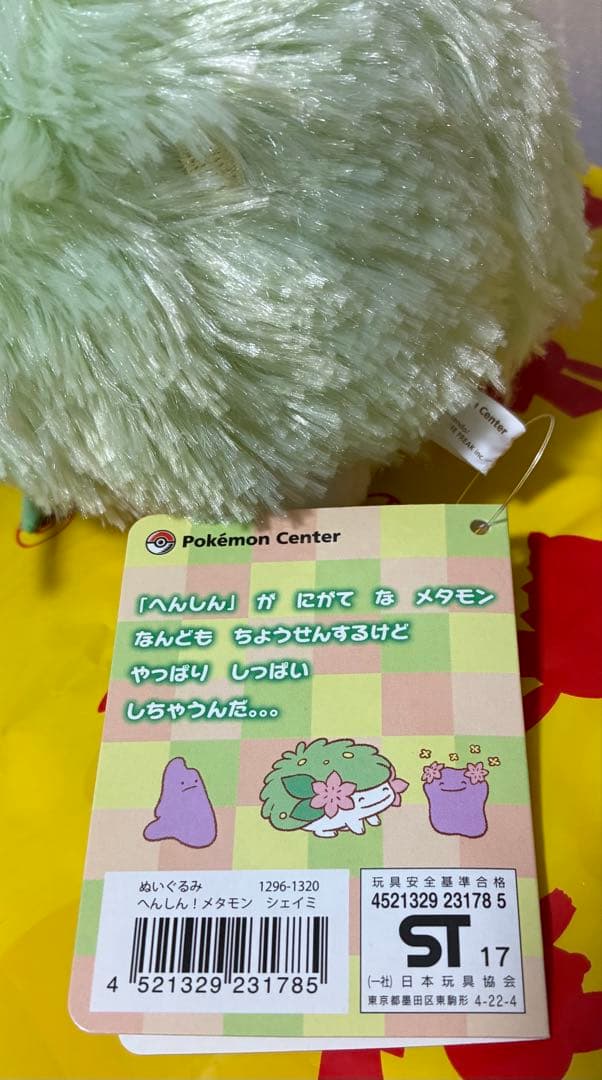 Center
FREAK inc.
Pokémon Center
「へんしん」 が にがて な メタモン
なんども ちょうせんするけど
やっぱり しっぱい
しちゃうんだ。。。
ぬいぐるみ 1296-1320
へんしん！メタモン シェイミ
4 521329 231785
玩具安全基準合格
4521329 23178 5
ST 17
(一社)日本玩具協会
東京都墨田区東駒形 4-22-4